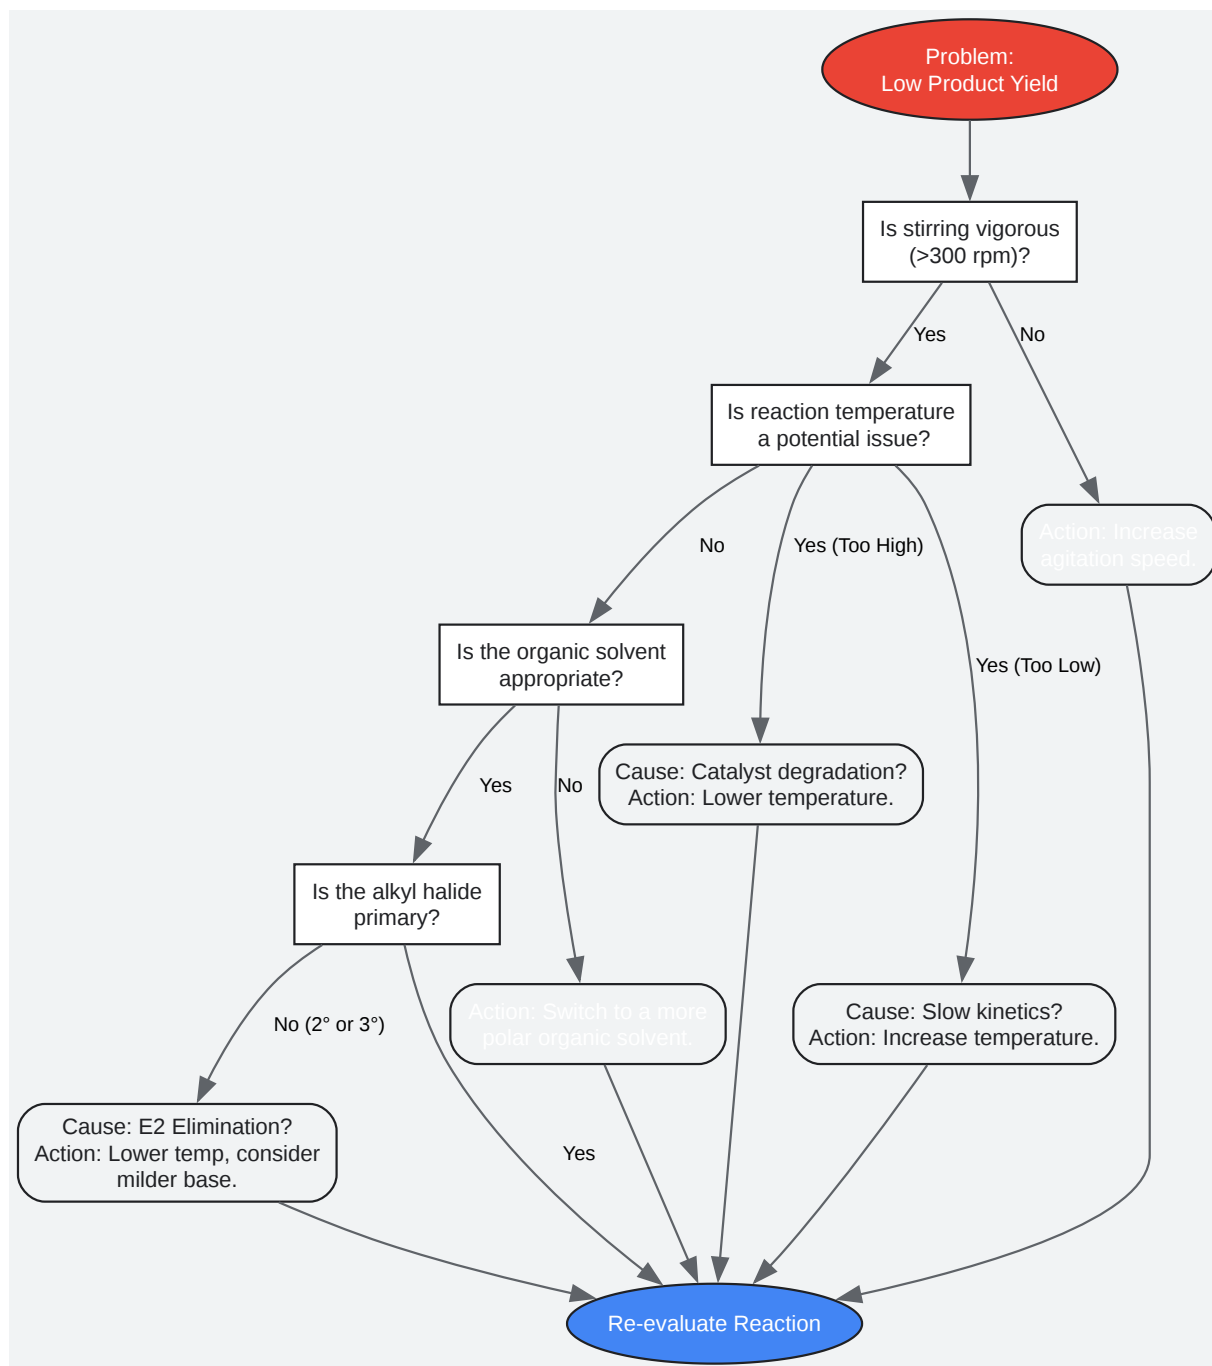 Problem:
Low Product Yield
Is stirring vigorous
(>300 rpm)?
Yes
No
Is reaction temperature
a potential issue?
Action: Increase
agitation speed.
No
Yes (Too High)
Yes (Too Low)
Is the organic solvent
appropriate?
Cause: Catalyst degradation?
Action: Lower temperature.
Yes
No
Is the alkyl halide
primary?
Action: Switch to a more
polar organic solvent.
Cause: Slow kinetics?
Action: Increase temperature.
No (2° or 3°)
Yes
Cause: E2 Elimination?
Action: Lower temp, consider
milder base.
Re-evaluate Reaction